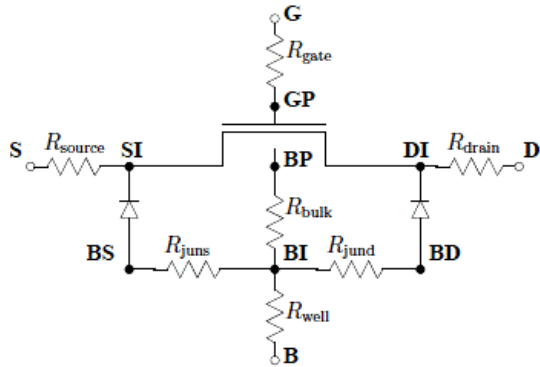 G
R_gate
GP
S R_source SI BP DI R_drain D
R_bulk
BS R_juns BI R_jund BD
R_well
B